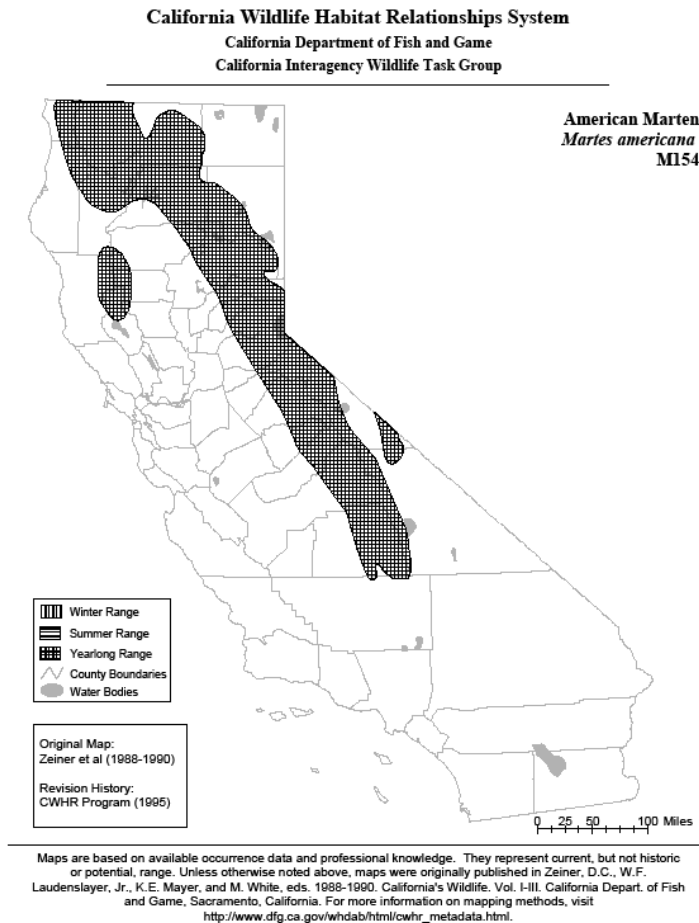 California Wildlife Habitat Relationships System
California Department of Fish and Game
California Interagency Wildlife Task Group
American Marten
Martes americana
M154
Winter Range
Summer Range
Yearlong Range
County Boundaries
Water Bodies
Original Map:
Zeiner et al (1988-1990)
Revision History:
CWHR Program (1995)
0 25 50 100 Miles
Maps are based on available occurrence data and professional knowledge. They represent current, but not historic
or potential, range. Unless otherwise noted above, maps were originally published in Zeiner, D.C., W.F.
Laudenslayer, Jr., K.E. Mayer, and M. White, eds. 1988-1990. California's Wildlife. Vol. I-III. California Depart. of Fish
and Game, Sacramento, California. For more information on mapping methods, visit
http://www.dfg.ca.gov/whdab/html/cwhr_metadata.html.